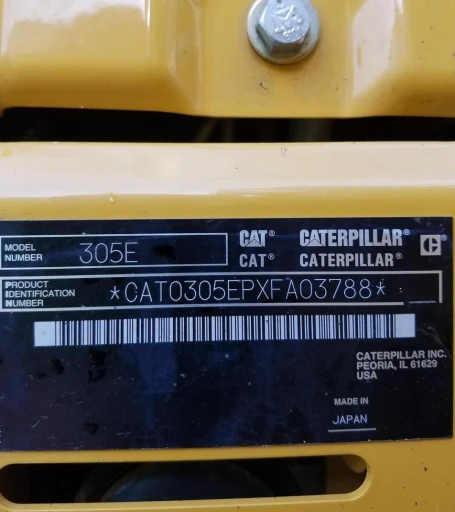 MODEL NUMBER 305E
CAT® CATERPILLAR® C®
CAT® CATERPILLAR®
PRODUCT IDENTIFICATION NUMBER *CAT0305EPXFA03788*
CATERPILLAR INC.
PEORIA, IL 61629
USA
MADE IN
JAPAN